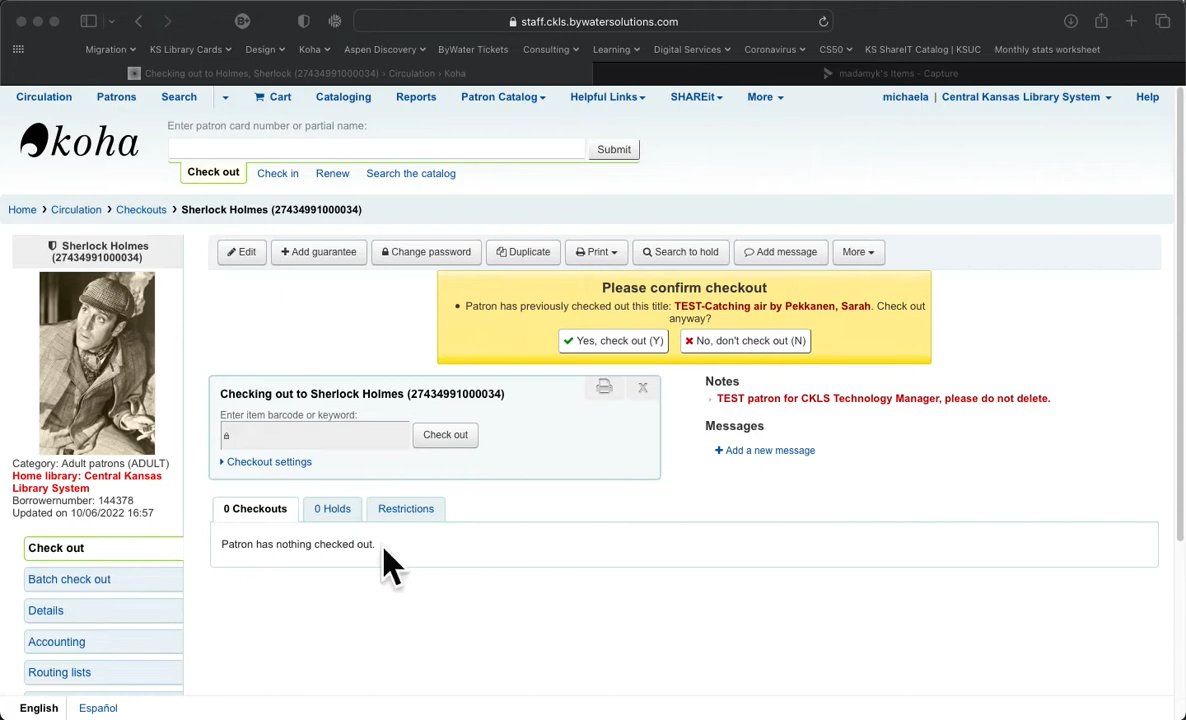 staff.ckls.bywatersolutions.com
Migration KS Library Cards Design Koha Aspen Discovery ByWater Tickets Consulting Learning Digital Services Coronavirus CS50 KS ShareIT Catalog | KSUC Monthly stats worksheet
Checking out to Holmes, Sherlock (27434991000034) › Circulation › Koha
madamyk's Items - Capture
Circulation Patrons Search Cart Cataloging Reports Patron Catalog Helpful Links SHAREit More michaela | Central Kansas Library System Help
koha
Enter patron card number or partial name:
Submit
Check out Check in Renew Search the catalog
Home › Circulation › Checkouts › Sherlock Holmes (27434991000034)
Sherlock Holmes
(27434991000034)
Edit + Add guarantee Change password Duplicate Print Search to hold Add message More
Please confirm checkout
• Patron has previously checked out this title: TEST-Catching air by Pekkanen, Sarah. Check out
anyway?
Yes, check out (Y) No, don't check out (N)
Checking out to Sherlock Holmes (27434991000034)
X
Enter item barcode or keyword:
Check out
Checkout settings
Notes
› TEST patron for CKLS Technology Manager, please do not delete.
Messages
+ Add a new message
Category: Adult patrons (ADULT)
Home library: Central Kansas
Library System
Borrowernumber: 144378
Updated on 10/06/2022 16:57
0 Checkouts 0 Holds Restrictions
Patron has nothing checked out.
Check out
Batch check out
Details
Accounting
Routing lists
English Español